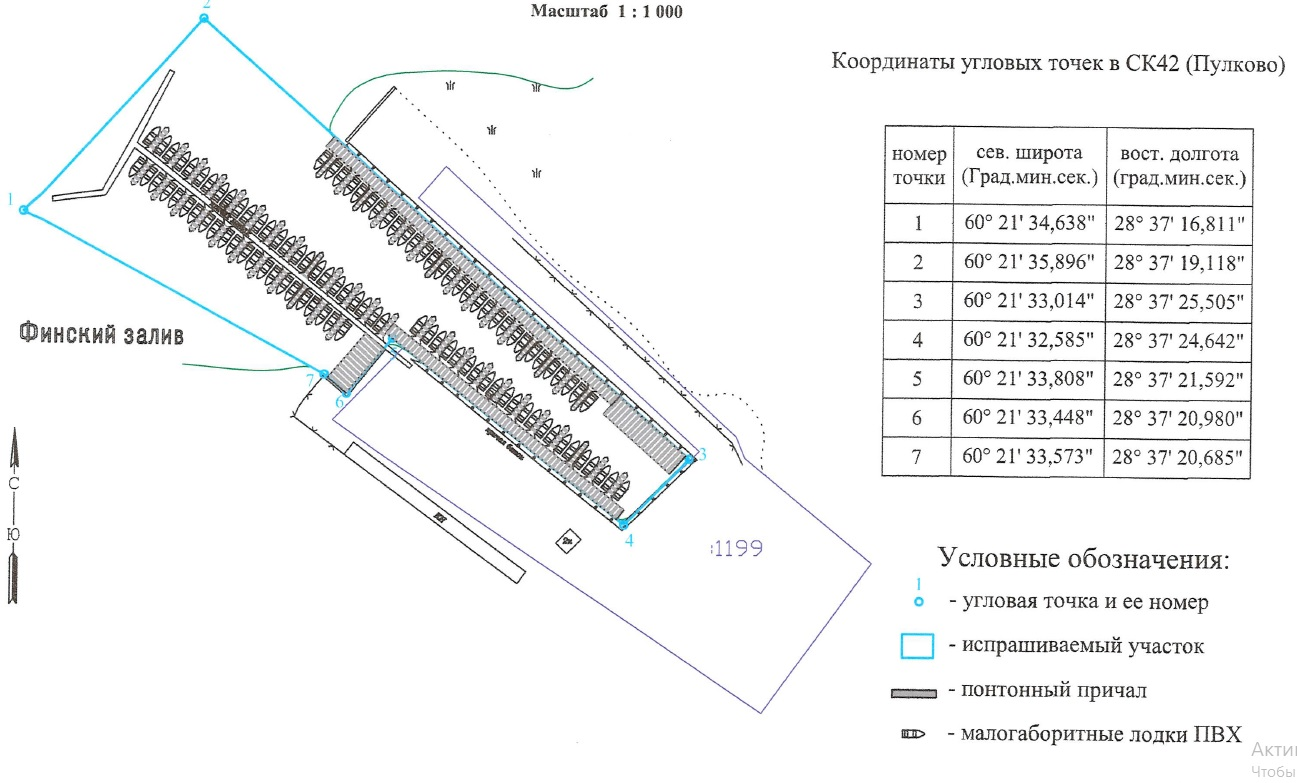 Масштаб 1 : 1 000
Координаты угловых точек в СК42 (Пулково)
номер точки | сев. широта (Град.мин.сек.) | вост. долгота (град.мин.сек.)
1 | 60° 21' 34,638" | 28° 37' 16,811"
2 | 60° 21' 35,896" | 28° 37' 19,118"
3 | 60° 21' 33,014" | 28° 37' 25,505"
4 | 60° 21' 32,585" | 28° 37' 24,642"
5 | 60° 21' 33,808" | 28° 37' 21,592"
6 | 60° 21' 33,448" | 28° 37' 20,980"
7 | 60° 21' 33,573" | 28° 37' 20,685"
2
1
Финский залив
7
6
3
4
:1199
С
Ю
Условные обозначения:
1
- угловая точка и ее номер
- испрашиваемый участок
- понтонный причал
- малогабаритные лодки ПВХ
Чтобы